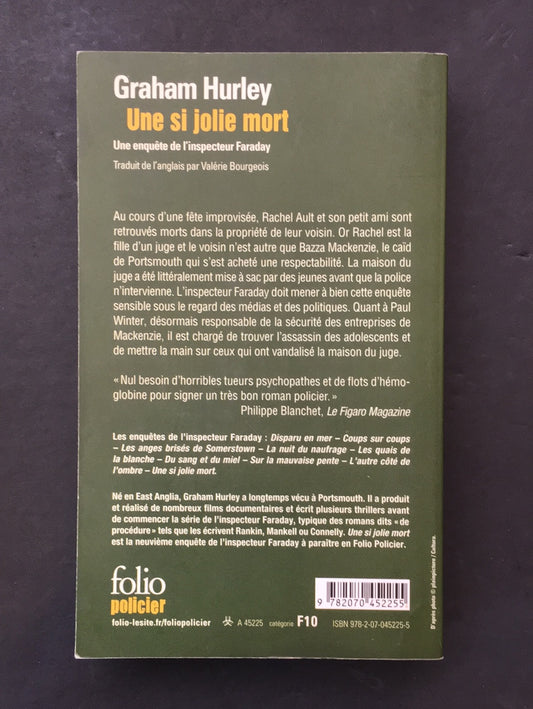 Graham Hurley
Une si jolie mort
Une enquête de l'inspecteur Faraday
Traduit de l'anglais par Valérie Bourgeois
Au cours d'une fête improvisée, Rachel Ault et son petit ami sont
retrouvés morts dans la propriété de leur voisin. Or Rachel est la
fille d'un juge et le voisin n'est autre que Bazza Mackenzie, le caïd
de Portsmouth qui s'est acheté une respectabilité. La maison du
juge a été littéralement mise à sac par des jeunes avant que la police
n'intervienne. L'inspecteur Faraday doit mener à bien cette enquête
sensible sous le regard des médias et des politiques. Quant à Paul
Winter, désormais responsable de la sécurité des entreprises de
Mackenzie, il est chargé de trouver l'assassin des adolescents et
de mettre la main sur ceux qui ont vandalisé la maison du juge.
« Nul besoin d'horribles tueurs psychopathes et de flots d'hémo-
globine pour signer un très bon roman policier. »
Philippe Blanchet, Le Figaro Magazine
Les enquêtes de l'inspecteur Faraday : Disparu en mer – Coups sur coups
– Les anges brisés de Somerstown – La nuit du naufrage – Les quais de
la blanche – Du sang et du miel – Sur la mauvaise pente – L'autre côté de
l'ombre – Une si jolie mort.
Né en East Anglia, Graham Hurley a longtemps vécu à Portsmouth. Il a produit
et réalisé de nombreux films documentaires et écrit plusieurs thrillers avant
de commencer la série de l'inspecteur Faraday, typique des romans dits « de
procédure » tels que les écrivent Rankin, Mankell ou Connelly. Une si jolie mort
est la neuvième enquête de l'inspecteur Faraday à paraître en Folio Policier.
folio
policier
folio-lesite.fr/foliopolicier
A 45225 catégorie F10
9 782070 452255
ISBN 978-2-07-045225-5
D'après photo © plainpicture / Cultura.